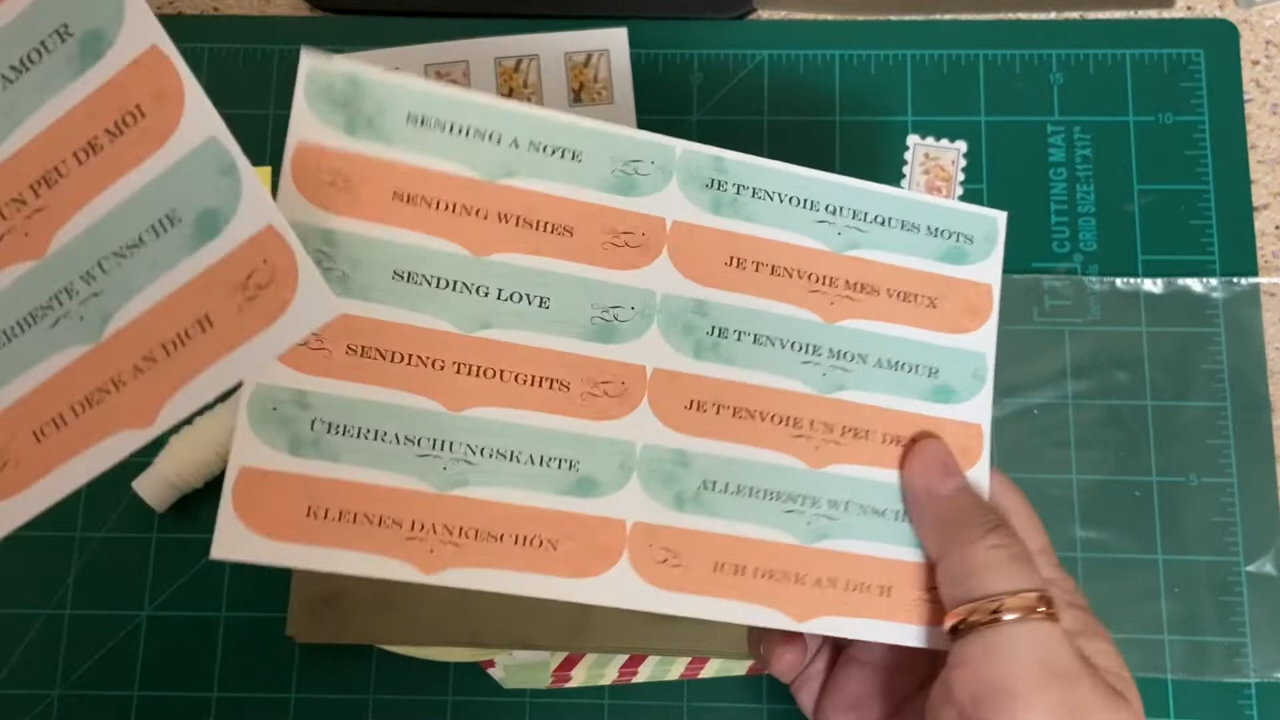 AMOUR
UN PEU DE MOI
WÜNSCHE
ICH DENK AN DICH
SENDING A NOTE
SENDING WISHES
SENDING LOVE
SENDING THOUGHTS
ÜBERRASCHUNGSKARTE
KLEINES DANKESCHÖN
JE T'ENVOIE QUELQUES MOTS
JE T'ENVOIE MES VŒUX
JE T'ENVOIE MON AMOUR
JE T'ENVOIE UN PEU DE
ALLERBESTE WÜNSCH
ICH DENK AN DICH
15
10
5
CUTTING MAT
GRID SIZE:11"X17"